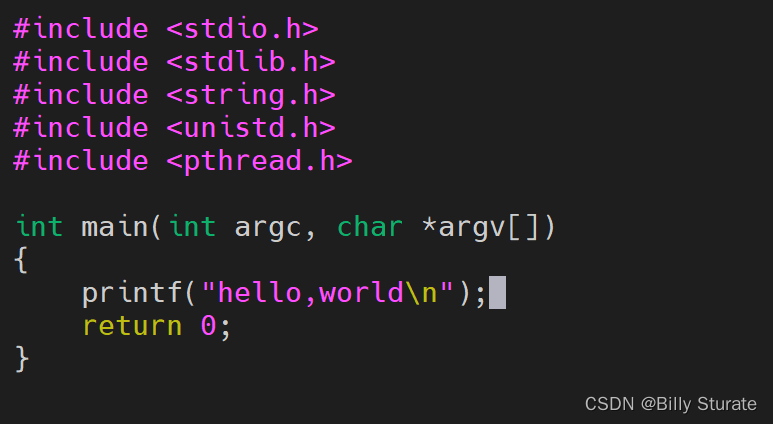 #include <stdio.h>
#include <stdlib.h>
#include <string.h>
#include <unistd.h>
#include <pthread.h>

int main(int argc, char *argv[])
{
    printf("hello,world\n");
    return 0;
}
CSDN @Billy Sturate